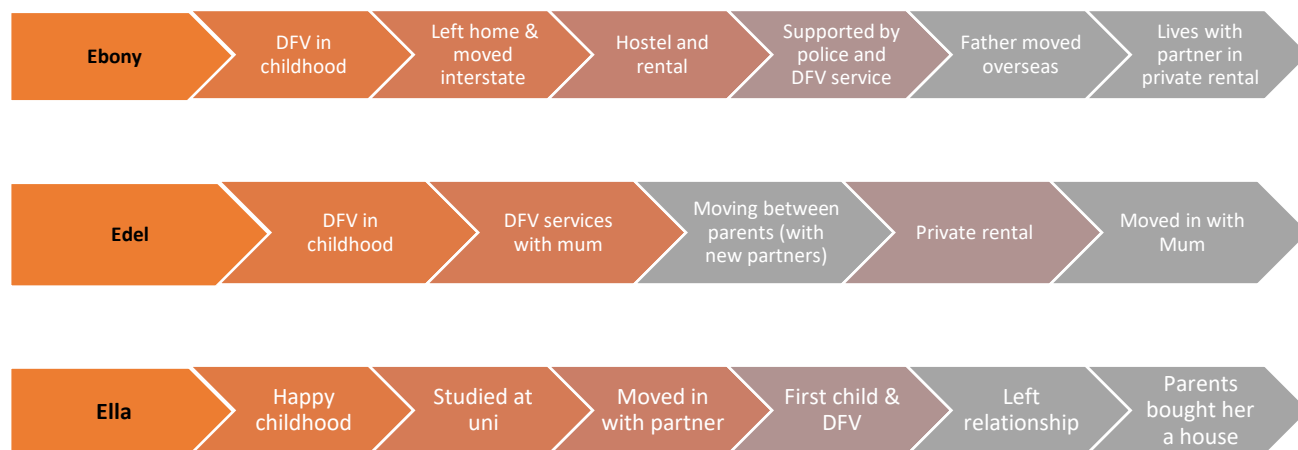 Ebony
DFV in
childhood
Left home &
moved
interstate
Hostel and
rental
Supported by
police and
DFV service
Father moved
overseas
Lives with
partner in
private rental
Edel
DFV in
childhood
DFV services
with mum
Moving between
parents (with
new partners)
Private rental
Moved in with
Mum
Ella
Happy
childhood
Studied at
uni
Moved in
with partner
First child &
DFV
Left
relationship
Parents
bought her
a house